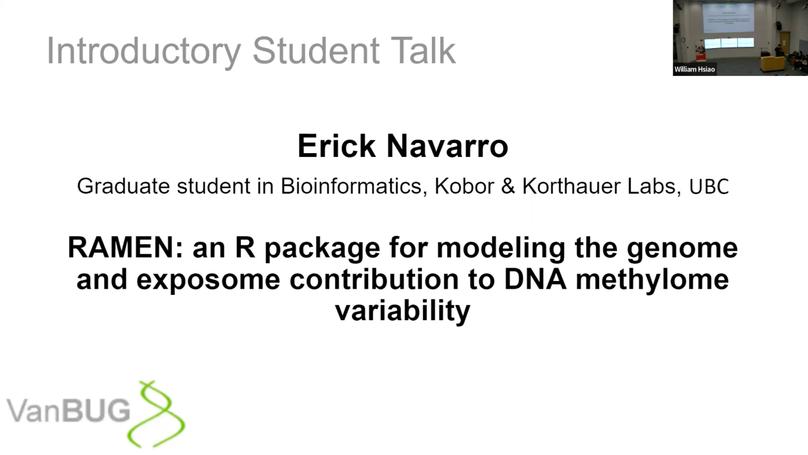 Introductory Student Talk
William Hsiao
Erick Navarro
Graduate student in Bioinformatics, Kobor & Korthauer Labs, UBC
RAMEN: an R package for modeling the genome
and exposome contribution to DNA methylome
variability
VanBUG